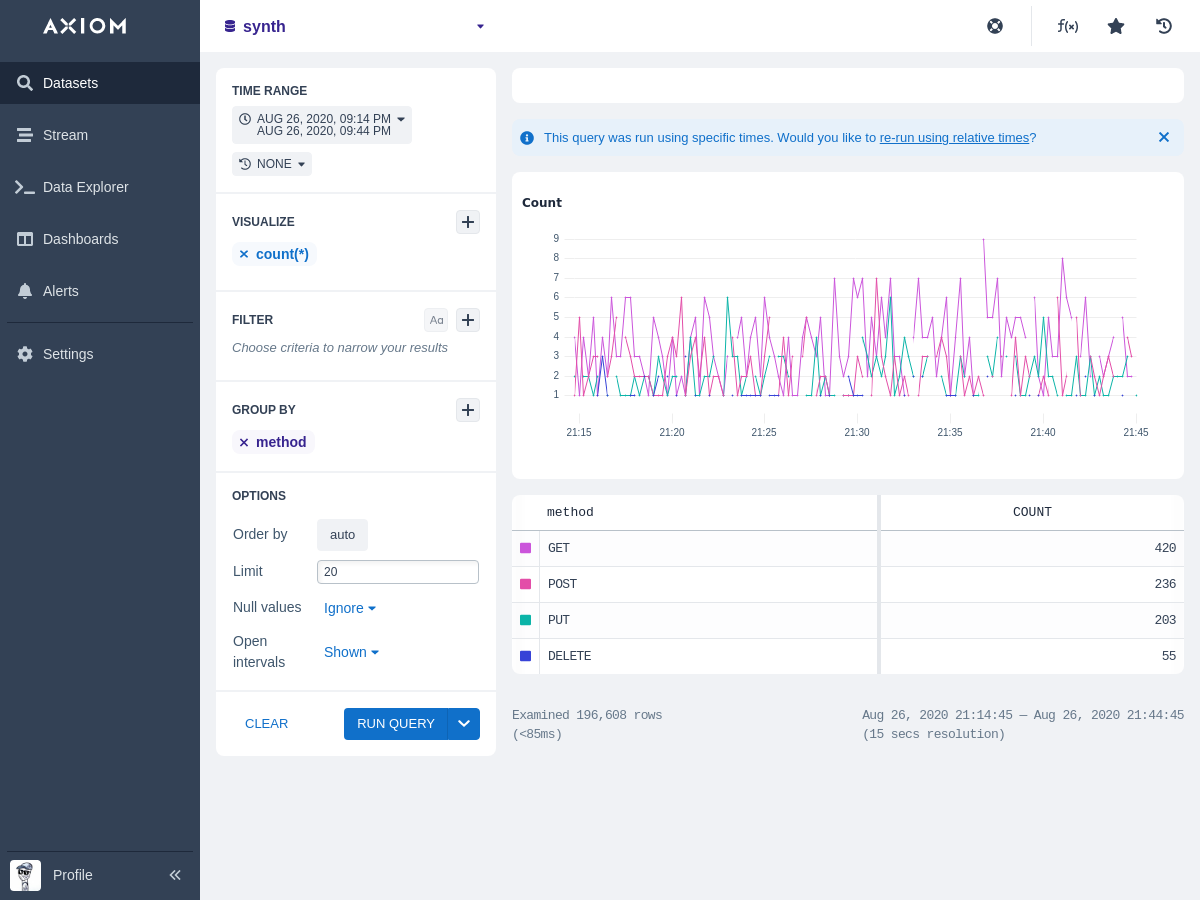 AXIOM
synth
f(x)
Datasets
Stream
Data Explorer
Dashboards
Alerts
Settings
Profile
TIME RANGE
AUG 26, 2020, 09:14 PM
AUG 26, 2020, 09:44 PM
NONE
VISUALIZE
count(*)
FILTER
Aa
Choose criteria to narrow your results
GROUP BY
method
OPTIONS
Order by auto
Limit 20
Null values Ignore
Open
intervals
Shown
CLEAR RUN QUERY
This query was run using specific times. Would you like to re-run using relative times?
Count
9
8
7
6
5
4
3
2
1
21:15 21:20 21:25 21:30 21:35 21:40 21:45
method COUNT
GET 420
POST 236
PUT 203
DELETE 55
Examined 196,608 rows
(<85ms)
Aug 26, 2020 21:14:45 — Aug 26, 2020 21:44:45
(15 secs resolution)